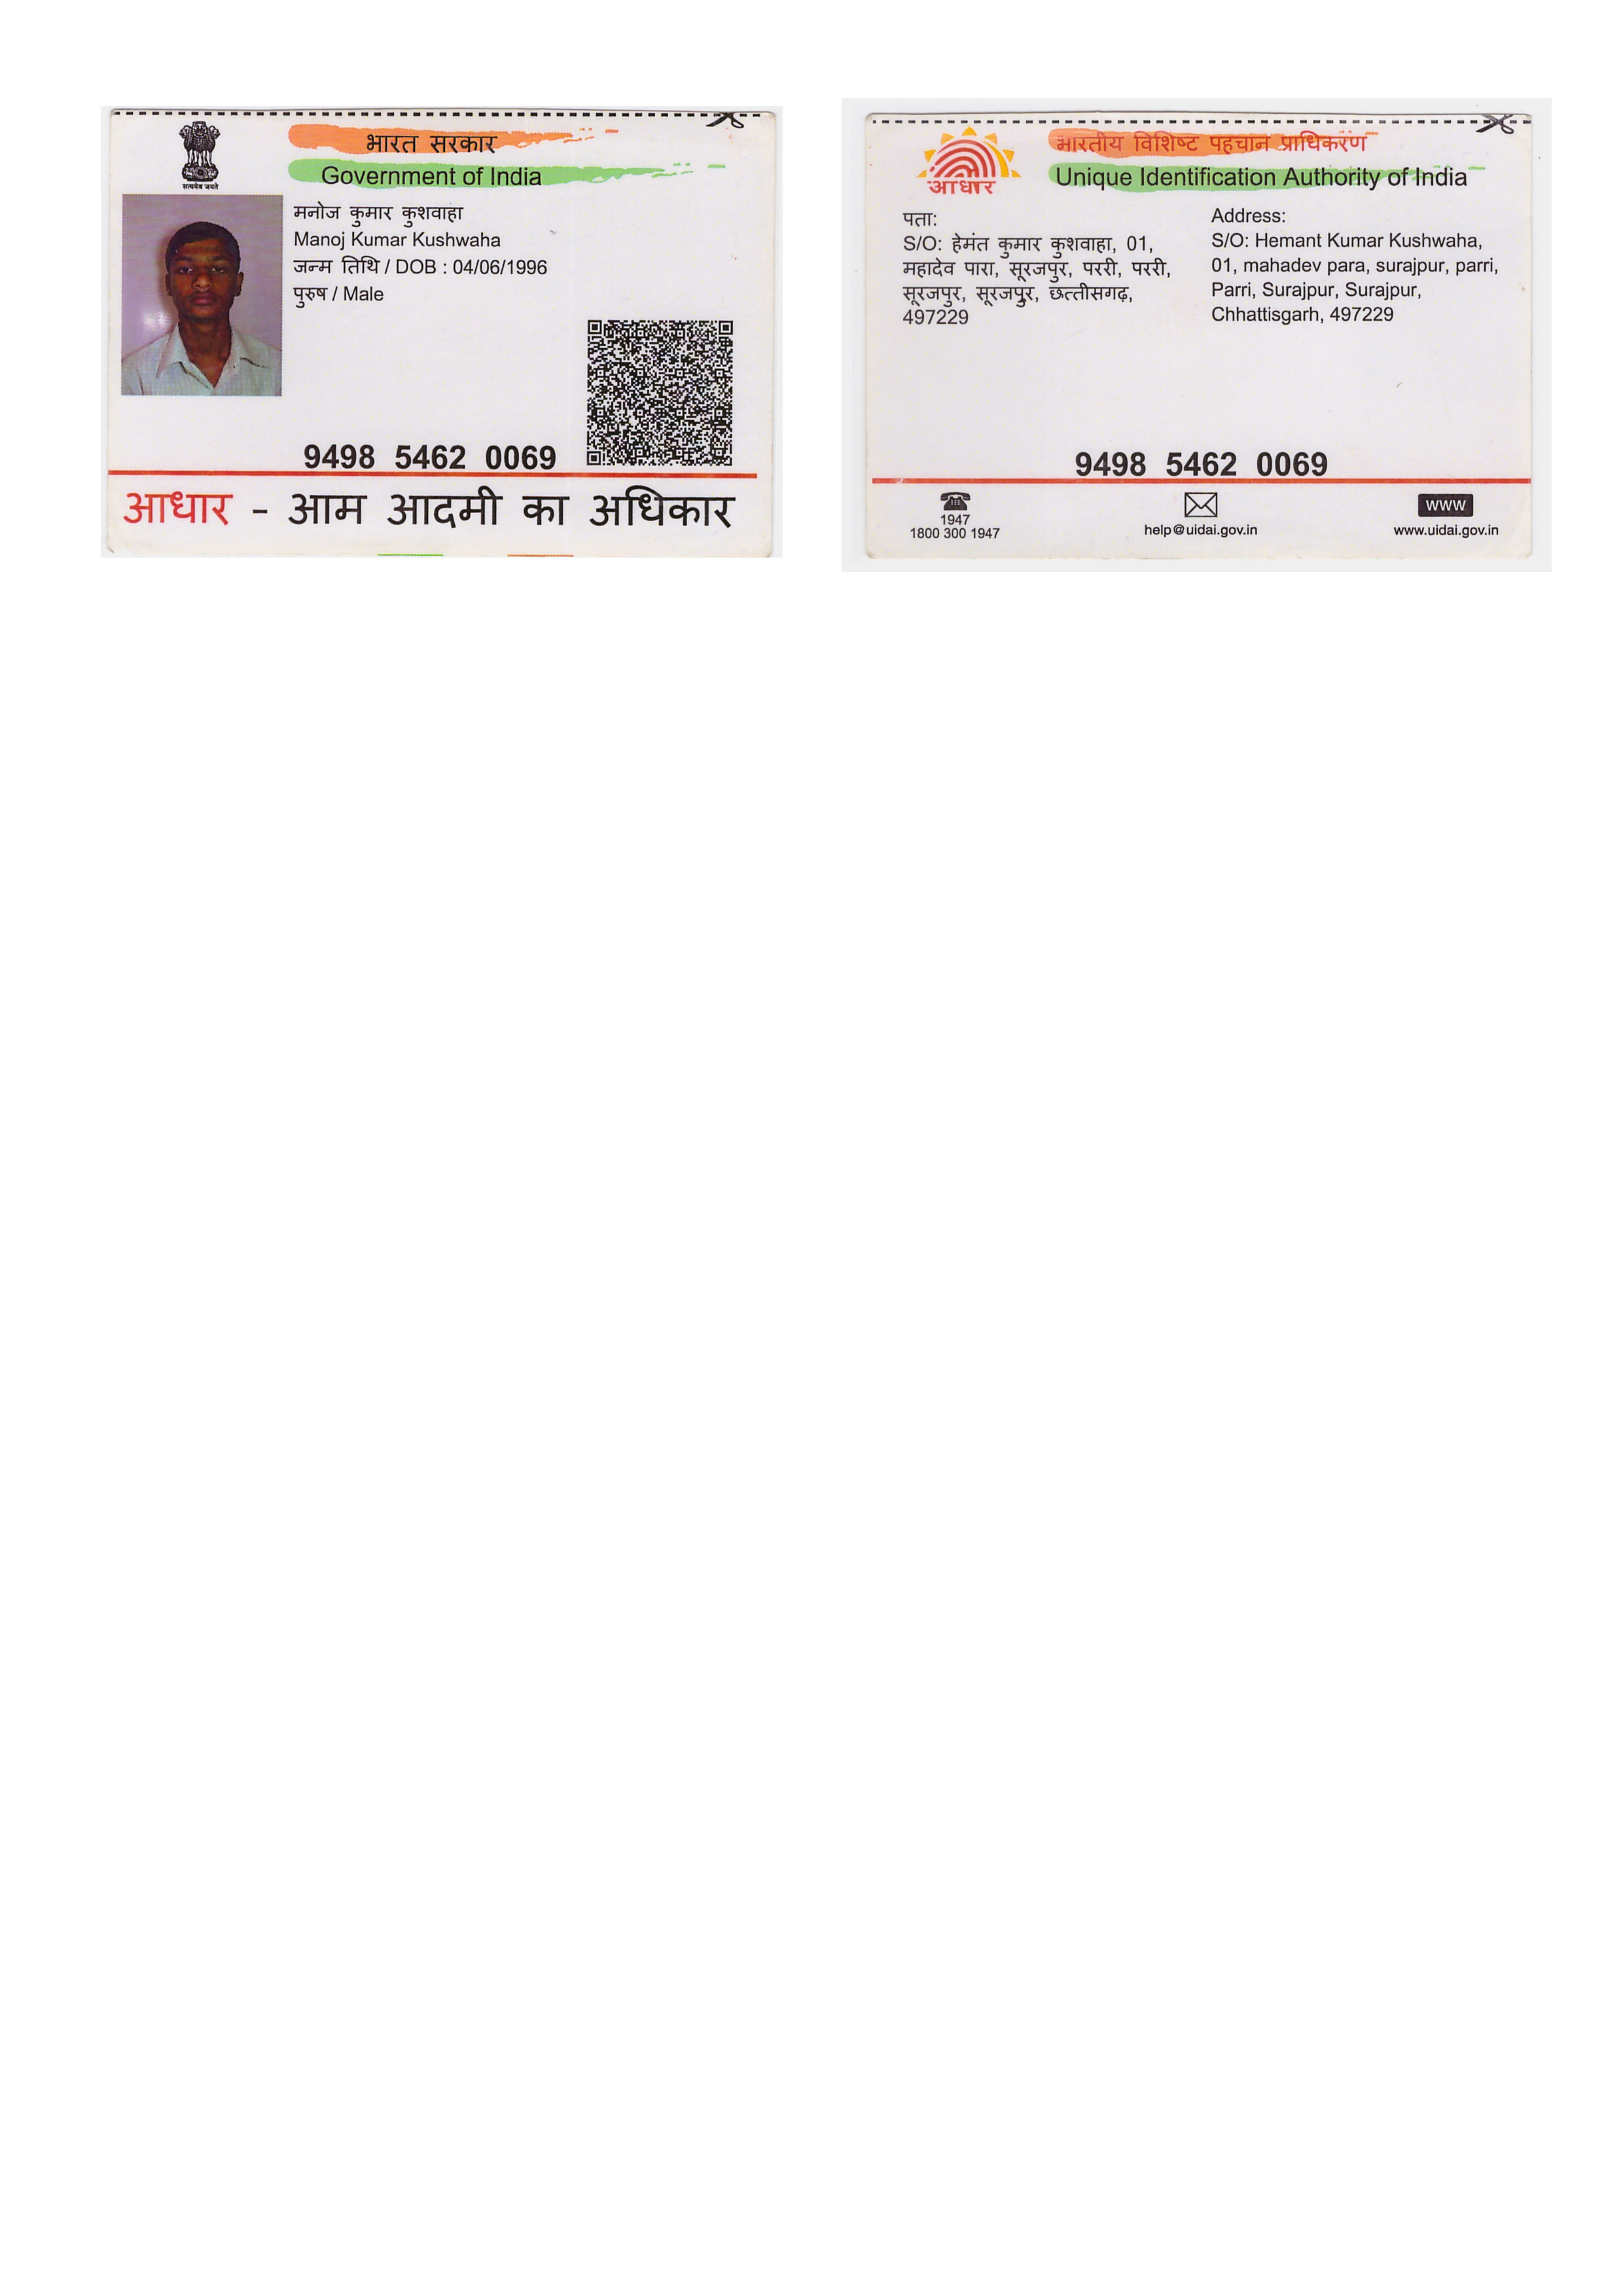 भारत सरकार
Government of India
सत्यमेव जयते
मनोज कुमार कुशवाहा
Manoj Kumar Kushwaha
जन्म तिथि / DOB : 04/06/1996
पुरुष / Male
9498 5462 0069
आधार - आम आदमी का अधिकार
भारतीय विशिष्ट पहचान प्राधिकरण
Unique Identification Authority of India
आधार
पता:
S/O: हेमंत कुमार कुशवाहा, 01,
महादेव पारा, सूरजपुर, पररी, पररी,
सूरजपुर, सूरजपुर, छत्तीसगढ़,
497229
Address:
S/O: Hemant Kumar Kushwaha,
01, mahadev para, surajpur, parri,
Parri, Surajpur, Surajpur,
Chhattisgarh, 497229
9498 5462 0069
1947
1800 300 1947
help@uidai.gov.in
www
www.uidai.gov.in